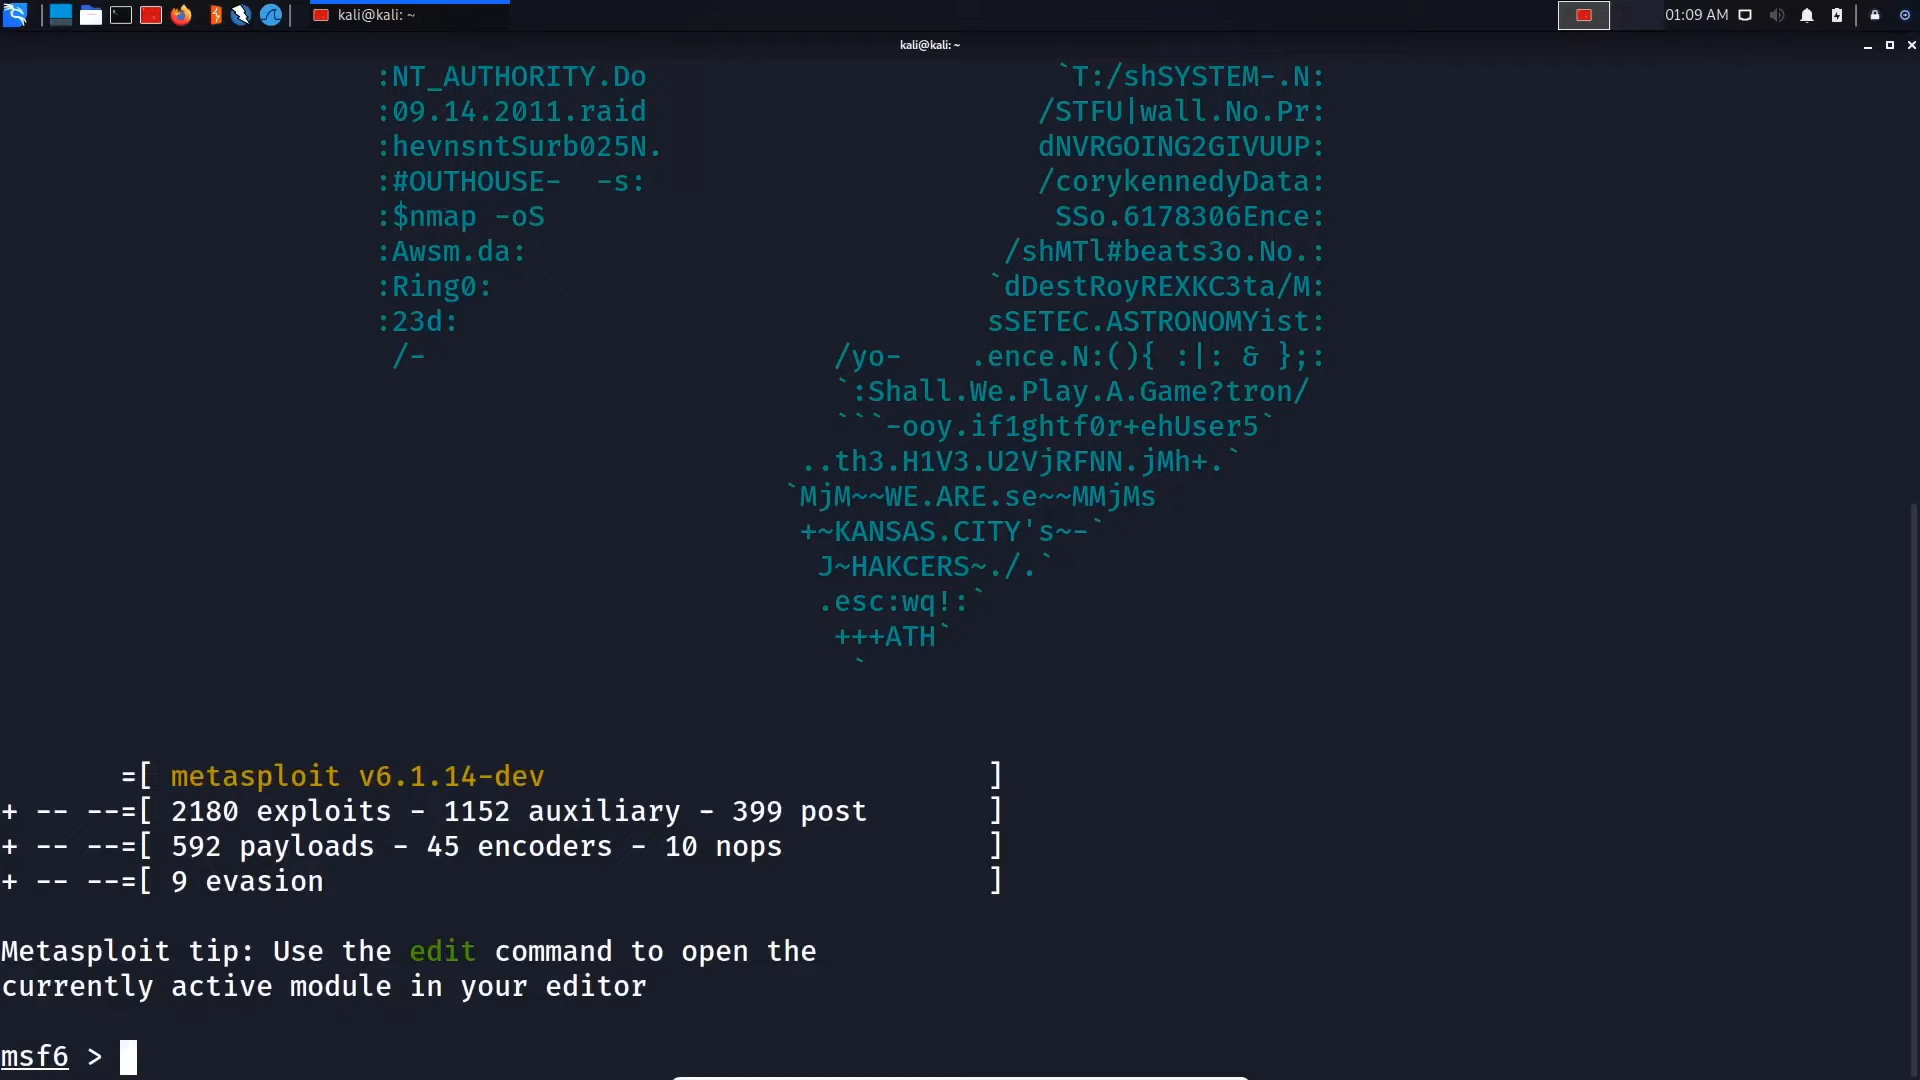 kali@kali: ~
01:09 AM
kali@kali: ~
:NT_AUTHORITY.Do `T:/shSYSTEM-.N:
:09.14.2011.raid /STFU|wall.No.Pr:
:hevnsntSurb025N. dNVRGOING2GIVUUP:
:#OUTHOUSE-  -s: /corykennedyData:
:$nmap -oS SSo.6178306Ence:
:Awsm.da: /shMTl#beats3o.No.:
:Ring0: `dDestRoyREXKC3ta/M:
:23d: sSETEC.ASTRONOMYist:
/- /yo-    .ence.N:(){ :|: & };:
`:Shall.We.Play.A.Game?tron/
```-ooy.if1ghtf0r+ehUser5`
..th3.H1V3.U2VjRFNN.jMh+.`
`MjM~~WE.ARE.se~~MMjMs
+~KANSAS.CITY's~-`
J~HAKCERS~./.`
.esc:wq!:`
+++ATH`
`
=[ metasploit v6.1.14-dev ]
+ -- --=[ 2180 exploits - 1152 auxiliary - 399 post ]
+ -- --=[ 592 payloads - 45 encoders - 10 nops ]
+ -- --=[ 9 evasion ]
Metasploit tip: Use the edit command to open the
currently active module in your editor
msf6 >